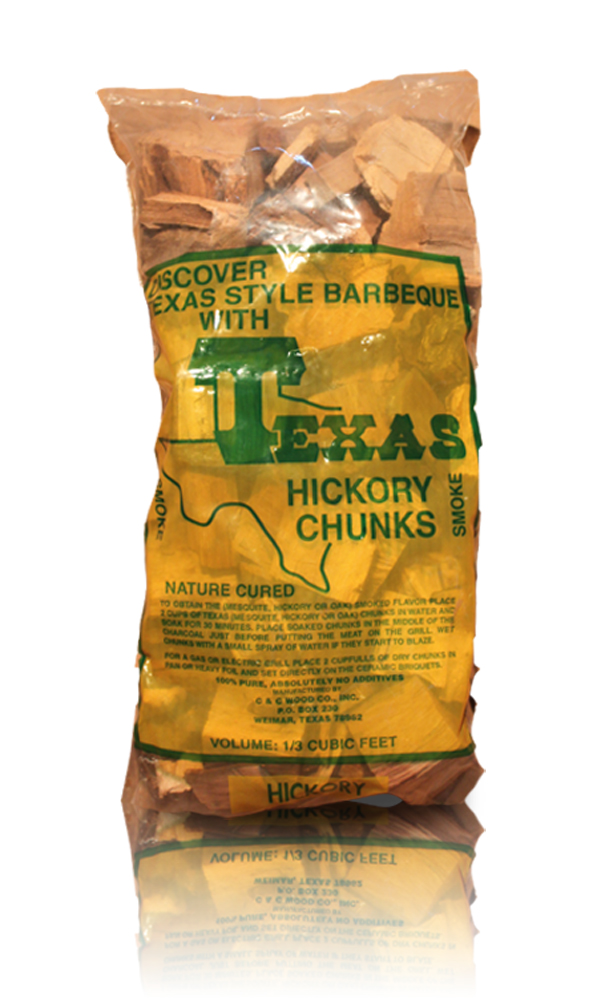 DISCOVER
TEXAS STYLE BARBEQUE
WITH
TEXAS
HICKORY
CHUNKS
SMOKE
SMOKE
NATURE CURED
TO OBTAIN THE (MESQUITE, HICKORY OR OAK) SMOKED FLAVOR PLACE
2 CUPS OF TEXAS (MESQUITE, HICKORY OR OAK) CHUNKS IN WATER AND
SOAK FOR 30 MINUTES. PLACE SOAKED CHUNKS IN THE MIDDLE OF THE
CHARCOAL JUST BEFORE PUTTING THE MEAT ON THE GRILL. WET
CHUNKS WITH A SMALL SPRAY OF WATER IF THEY START TO BLAZE.
FOR A GAS OR ELECTRIC GRILL PLACE 2 CUPFULLS OF DRY CHUNKS IN
PAN OR HEAVY FOIL AND SET DIRECTLY ON THE CERAMIC BRIQUETS.
100% PURE, ABSOLUTELY NO ADDITIVES
MANUFACTURED BY
C & C WOOD CO., INC.
P.O. BOX 230
WEIMAR, TEXAS 78962
VOLUME: 1/3 CUBIC FEET
HICKORY